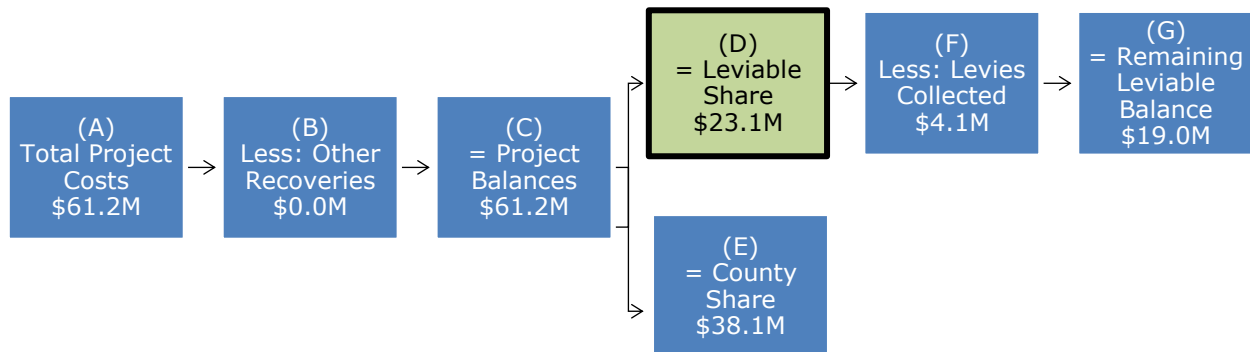 (A)
Total Project
Costs
$61.2M
(B)
Less: Other
Recoveries
$0.0M
(C)
= Project
Balances
$61.2M
(D)
= Leviable
Share
$23.1M
(E)
= County
Share
$38.1M
(F)
Less: Levies
Collected
$4.1M
(G)
= Remaining
Leviable
Balance
$19.0M